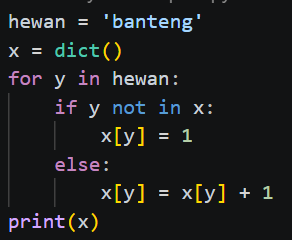 hewan = 'banteng'
x = dict()
for y in hewan:
    if y not in x:
        x[y] = 1
    else:
        x[y] = x[y] + 1
print(x)